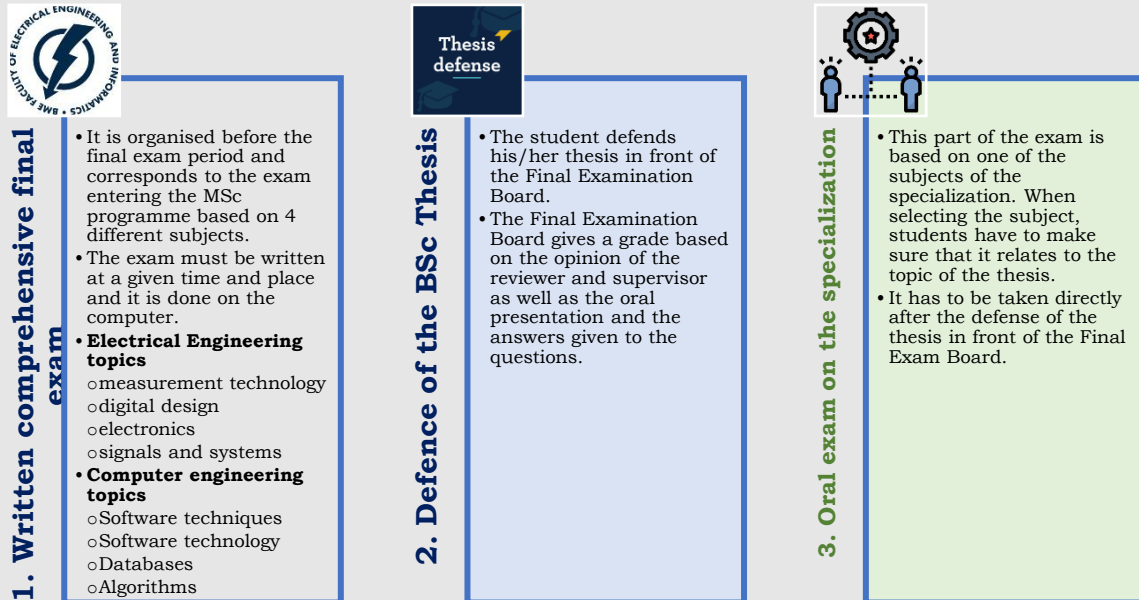 BME FACULTY OF ELECTRICAL ENGINEERING AND INFORMATICS •
1. Written comprehensive final
exam
• It is organised before the
final exam period and
corresponds to the exam
entering the MSc
programme based on 4
different subjects.
• The exam must be written
at a given time and place
and it is done on the
computer.
• Electrical Engineering
topics
o measurement technology
o digital design
o electronics
o signals and systems
• Computer engineering
topics
o Software techniques
o Software technology
o Databases
o Algorithms
Thesis
defense
2. Defence of the BSc Thesis
• The student defends
his/her thesis in front of
the Final Examination
Board.
• The Final Examination
Board gives a grade based
on the opinion of the
reviewer and supervisor
as well as the oral
presentation and the
answers given to the
questions.
3. Oral exam on the specialization
• This part of the exam is
based on one of the
subjects of the
specialization. When
selecting the subject,
students have to make
sure that it relates to the
topic of the thesis.
• It has to be taken directly
after the defense of the
thesis in front of the Final
Exam Board.